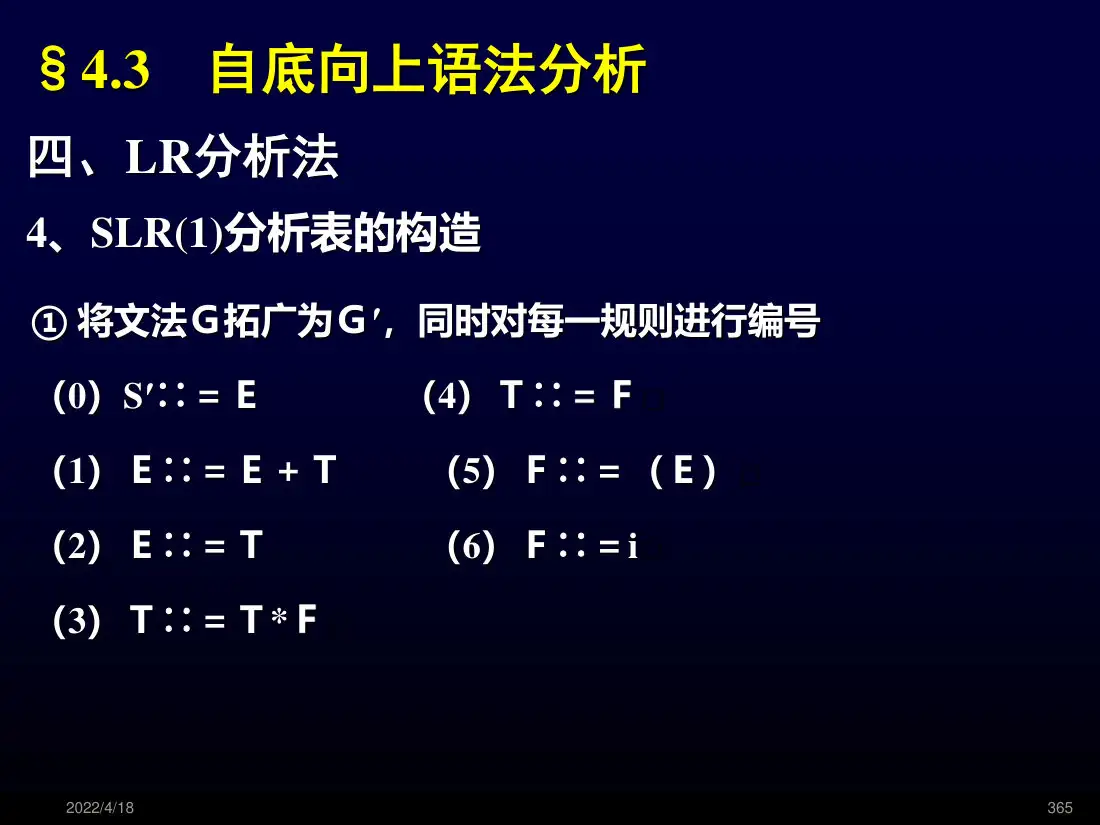 §4.3 自底向上语法分析
四、LR分析法
4、SLR(1)分析表的构造
① 将文法G拓广为G′，同时对每一规则进行编号
（0）S′∷＝ E （4） T ∷＝ F
（1） E ∷＝ E ＋ T （5） F ∷＝（E）
（2） E ∷＝ T （6） F ∷＝i
（3） T ∷＝ T * F
2022/4/18 365